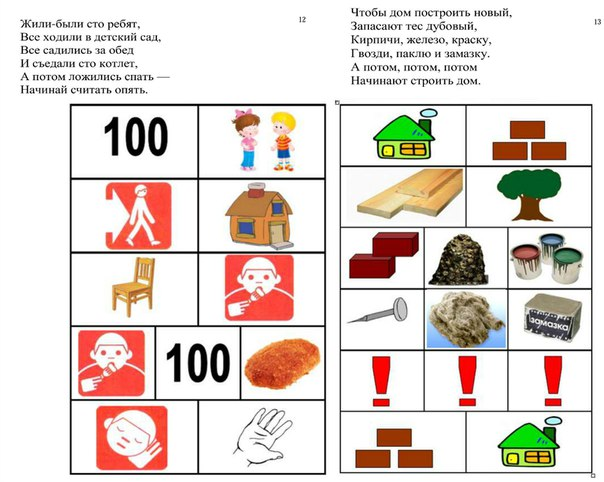 12
Жили-были сто ребят,
Все ходили в детский сад,
Все садились за обед
И съедали сто котлет,
А потом ложились спать —
Начинай считать опять.
100
100
13
Чтобы дом построить новый,
Запасают тес дубовый,
Кирпичи, железо, краску,
Гвозди, паклю и замазку.
А потом, потом, потом
Начинают строить дом.
замазка
! ! !